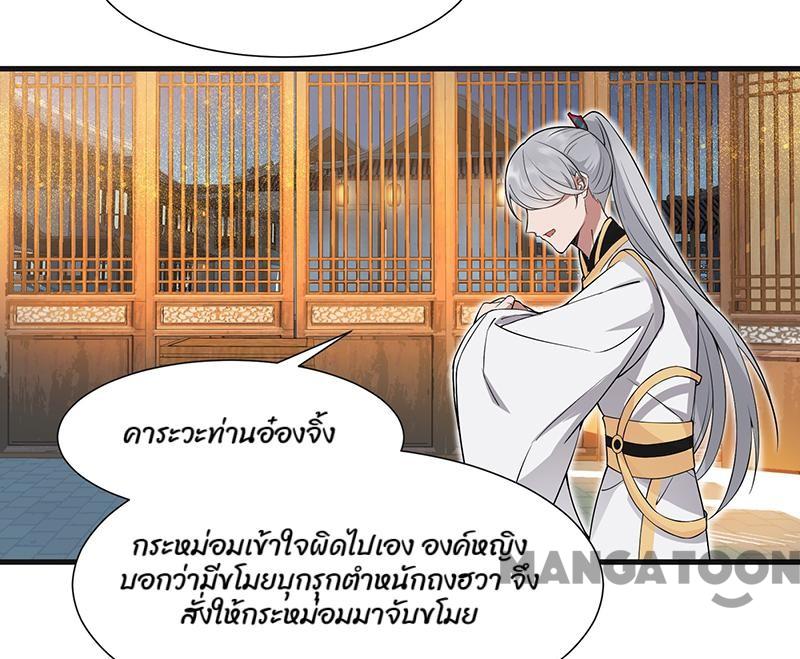 คาระวะท่านอ๋องจิ้ง
กระหม่อมเข้าใจผิดไปเอง องค์หญิง
บอกว่ามีขโมยบุกรุกตำหนักถงฮวา จึง
สั่งให้กระหม่อมมาจับขโมย
MANGATOON
MANGATOON